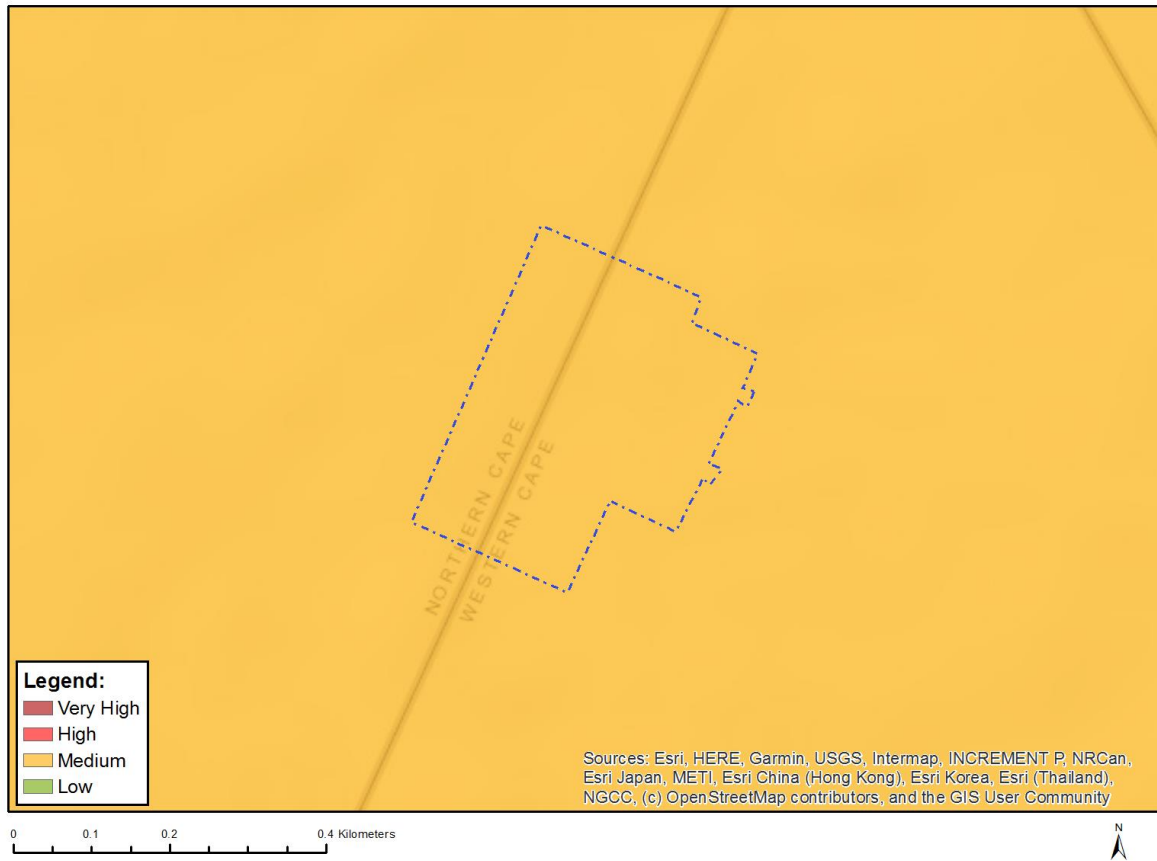 NORTHERN CAPE
WESTERN CAPE
Legend:
Very High
High
Medium
Low
Sources: Esri, HERE, Garmin, USGS, Intermap, INCREMENT P, NRCan,
Esri Japan, METI, Esri China (Hong Kong), Esri Korea, Esri (Thailand),
NGCC, (c) OpenStreetMap contributors, and the GIS User Community
0 0.1 0.2 0.4 Kilometers
N